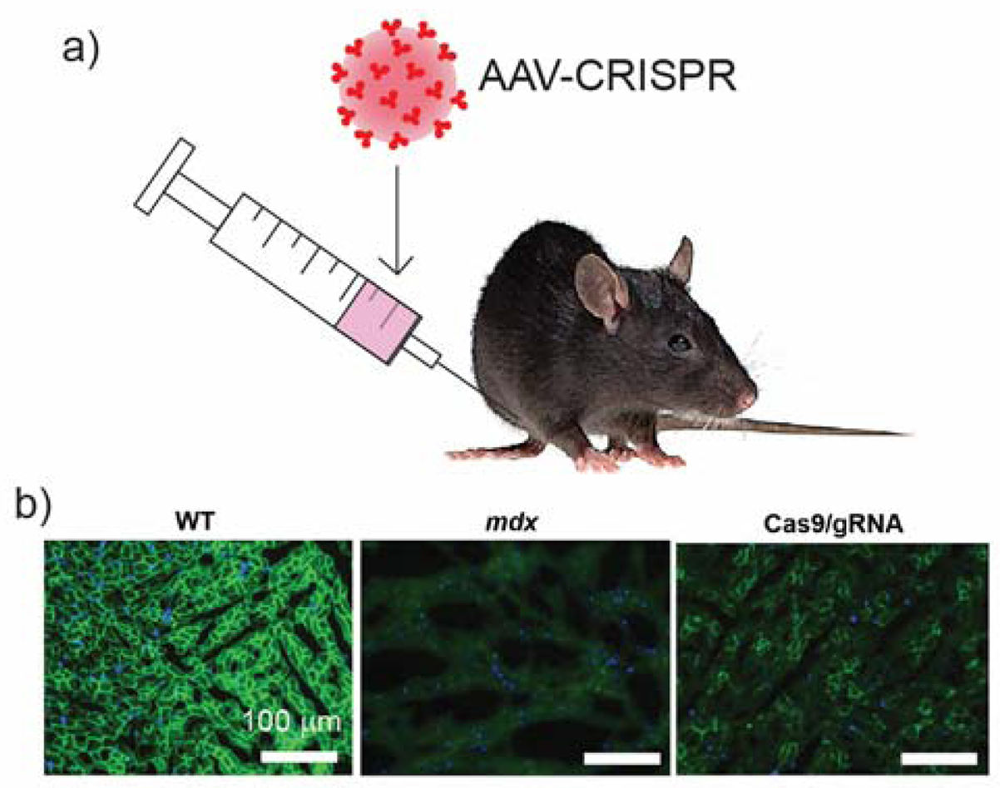 a)
AAV-CRISPR
b)
WT
mdx
Cas9/gRNA
100 μm